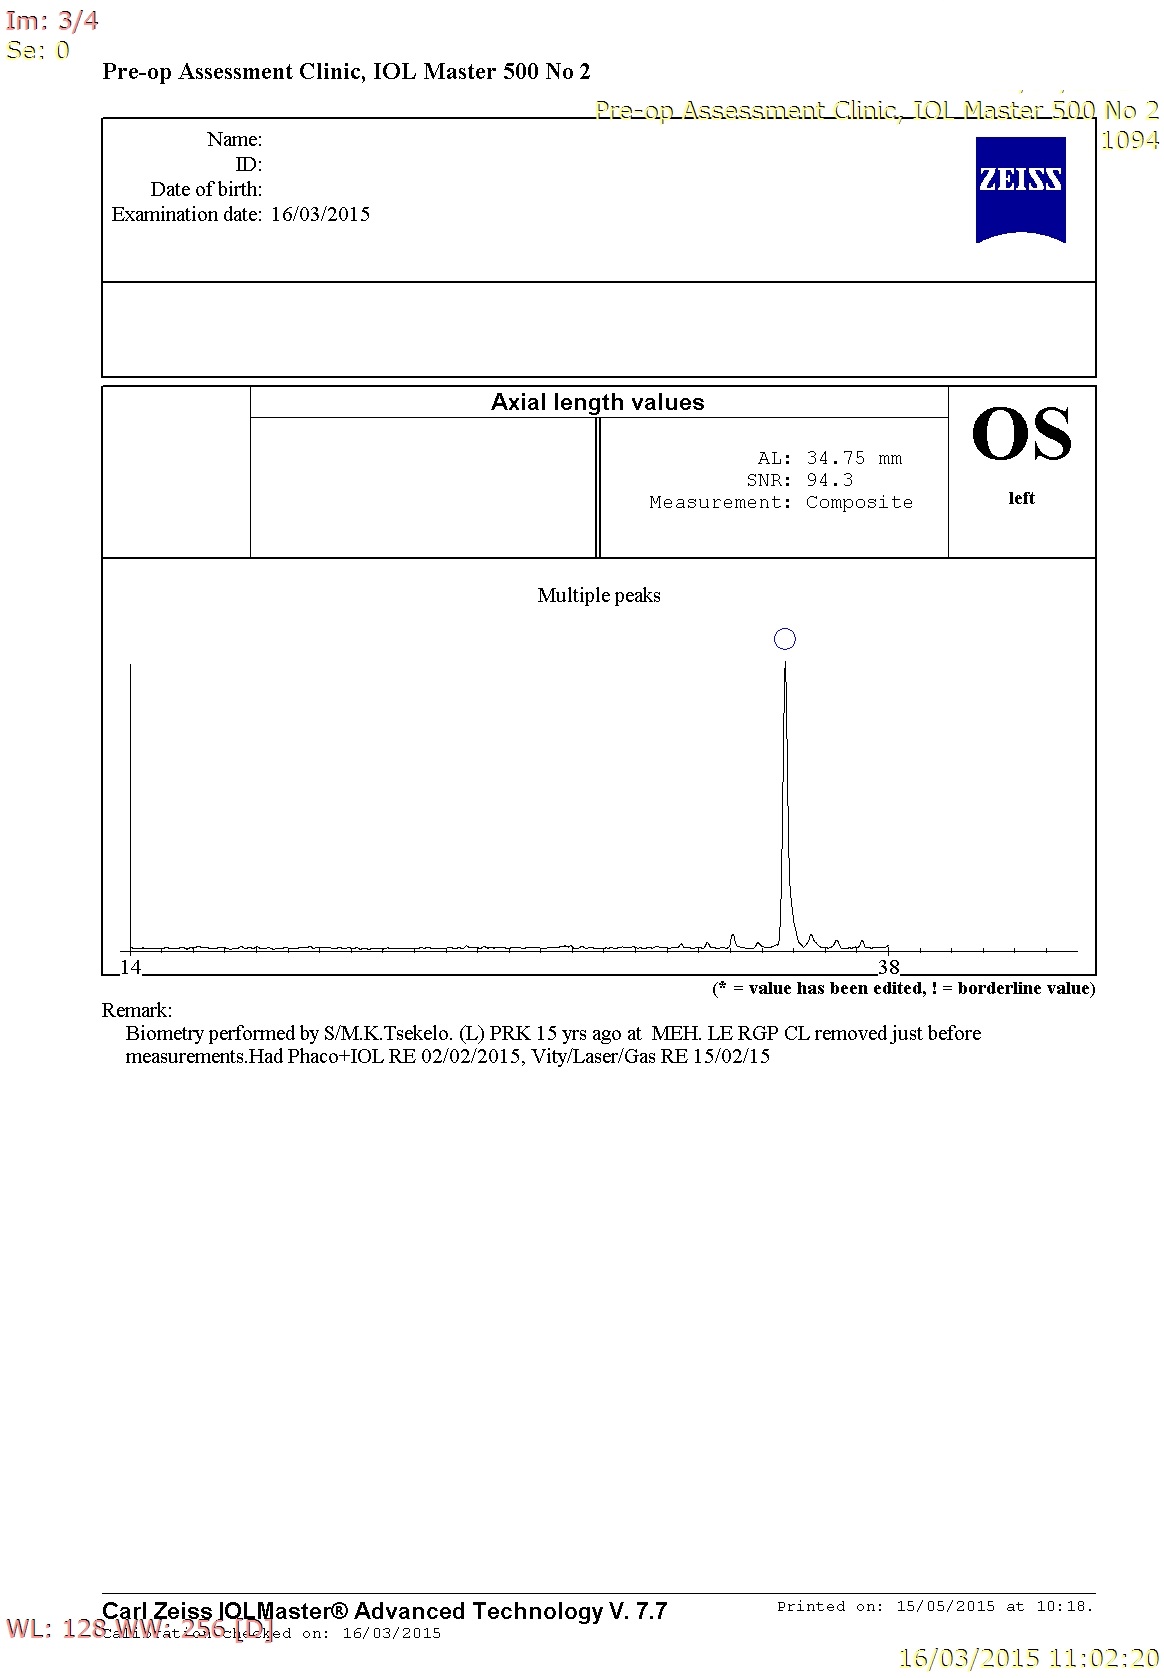 Im: 3/4
Se: 0
Pre-op Assessment Clinic, IOL Master 500 No 2
Pre-op Assessment Clinic, IOL Master 500 No 2
1094
Name:
ID:
Date of birth:
Examination date: 16/03/2015
ZEISS
Axial length values
OS
left
AL: 34.75 mm
SNR: 94.3
Measurement: Composite
Multiple peaks
14 38
(* = value has been edited, ! = borderline value)
Remark:
Biometry performed by S/M.K.Tsekelo. (L) PRK 15 yrs ago at MEH. LE RGP CL removed just before
measurements.Had Phaco+IOL RE 02/02/2015, Vity/Laser/Gas RE 15/02/15
Carl Zeiss IOLMaster® Advanced Technology V. 7.7
Printed on: 15/05/2015 at 10:18.
WL: 128 WW: 256 [D]
Calibration checked on: 16/03/2015
16/03/2015 11:02:20